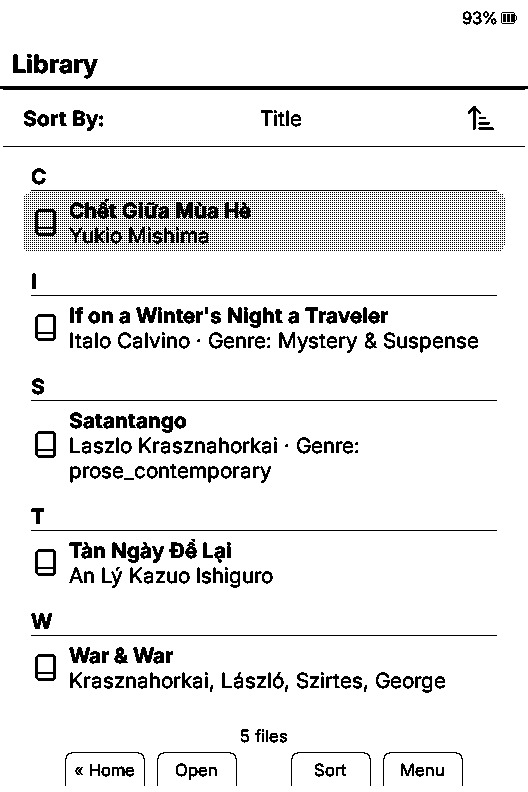 93%
Library
Sort By: Title
C
Chết Giữa Mùa Hè
Yukio Mishima
I
If on a Winter's Night a Traveler
Italo Calvino · Genre: Mystery & Suspense
S
Satantango
Laszlo Krasznahorkai · Genre:
prose_contemporary
T
Tàn Ngày Để Lại
An Lý Kazuo Ishiguro
W
War & War
Krasznahorkai, László, Szirtes, George
5 files
« Home Open Sort Menu